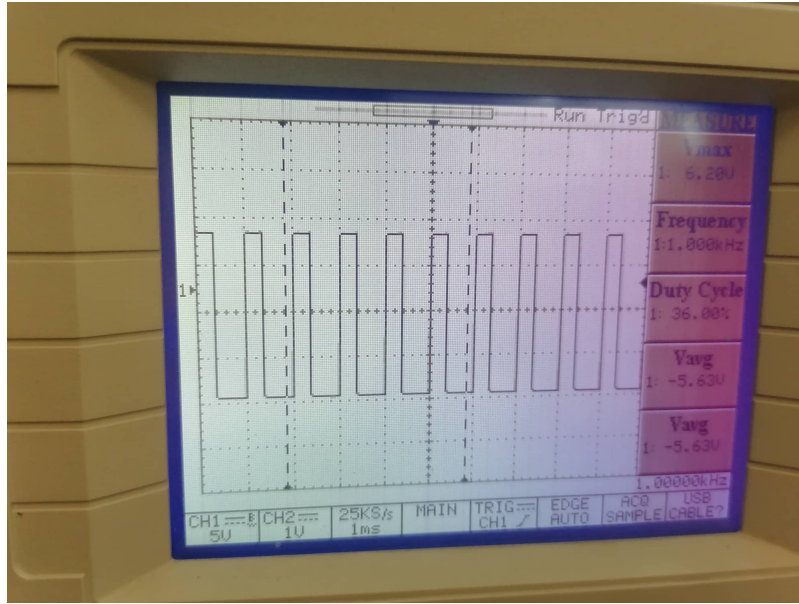 Run Trig'd
MEASURE
Vmax
1: 6.20V
Frequency
1:1.000kHz
1
Duty Cycle
1: 36.00%
Vavg
1: -5.63V
Vavg
1: -5.63V
1.00000kHz
CH1 B CH2 25KS/s MAIN TRIG EDGE ACQ USB
5V 1V 1ms CH1 AUTO SAMPLE CABLE?